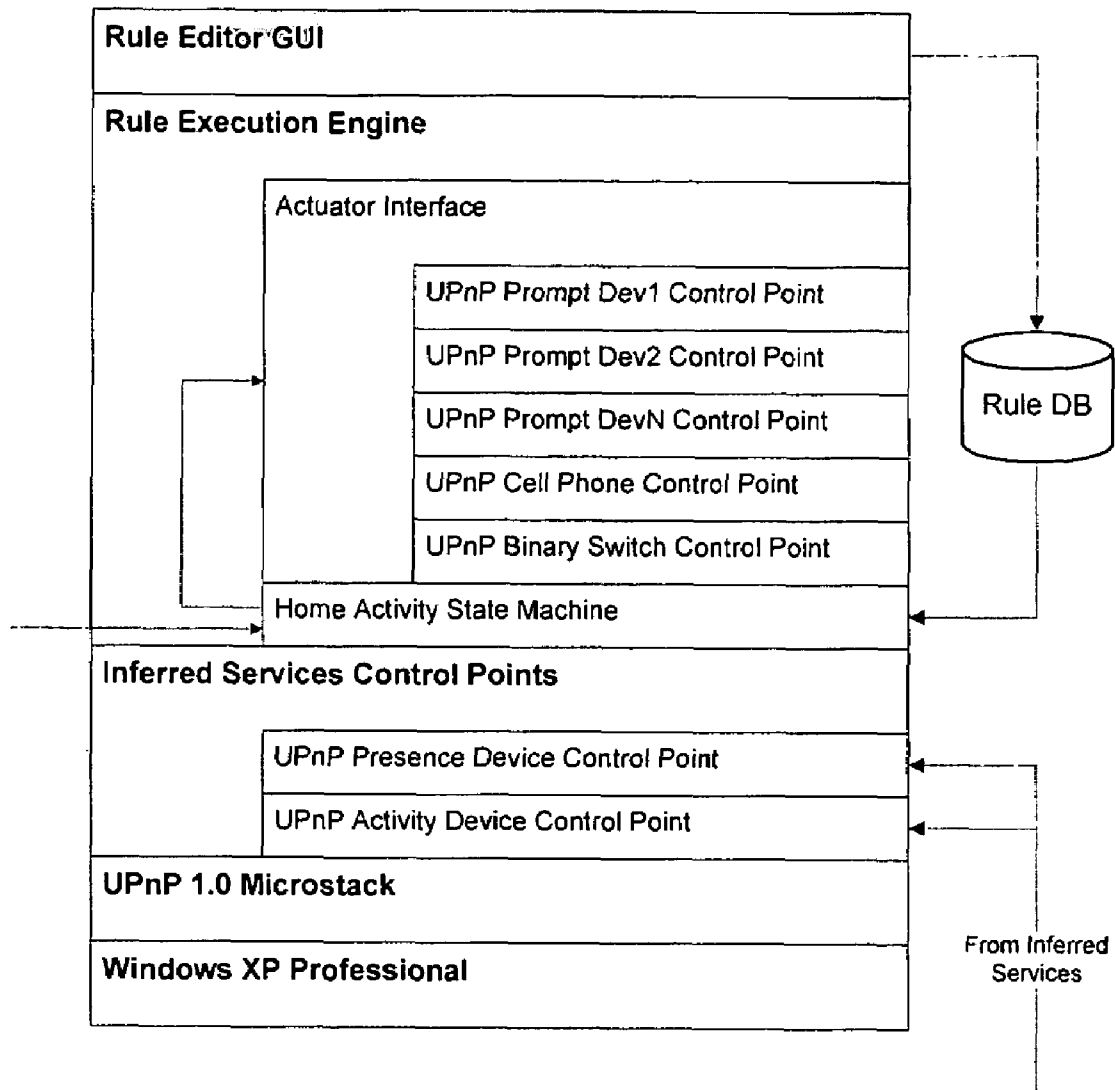 Rule Editor GUI
Rule Execution Engine
Actuator Interface
UPnP Prompt Dev1 Control Point
UPnP Prompt Dev2 Control Point
UPnP Prompt DevN Control Point
UPnP Cell Phone Control Point
UPnP Binary Switch Control Point
Rule DB
Home Activity State Machine
Inferred Services Control Points
UPnP Presence Device Control Point
UPnP Activity Device Control Point
UPnP 1.0 Microstack
Windows XP Professional
From Inferred
Services